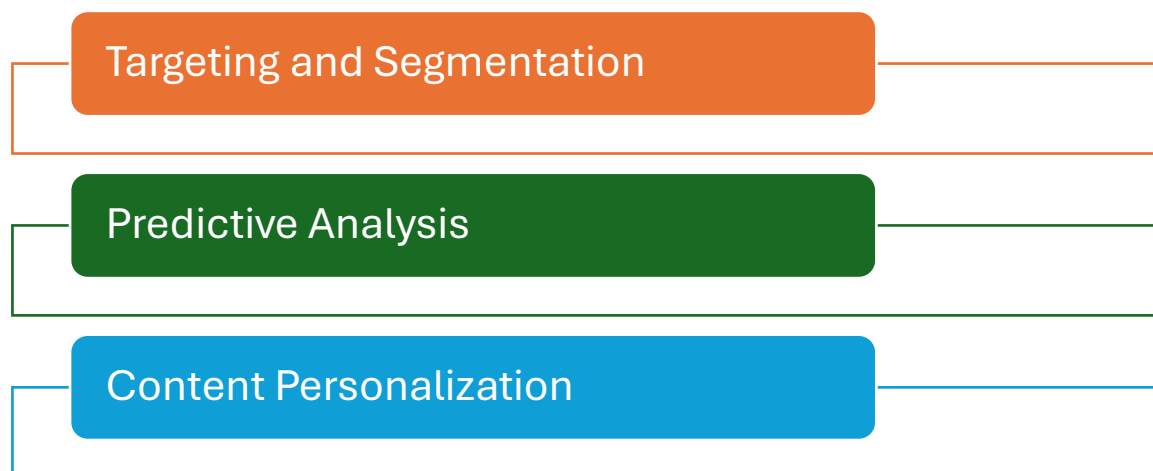 Targeting and Segmentation
Predictive Analysis
Content Personalization